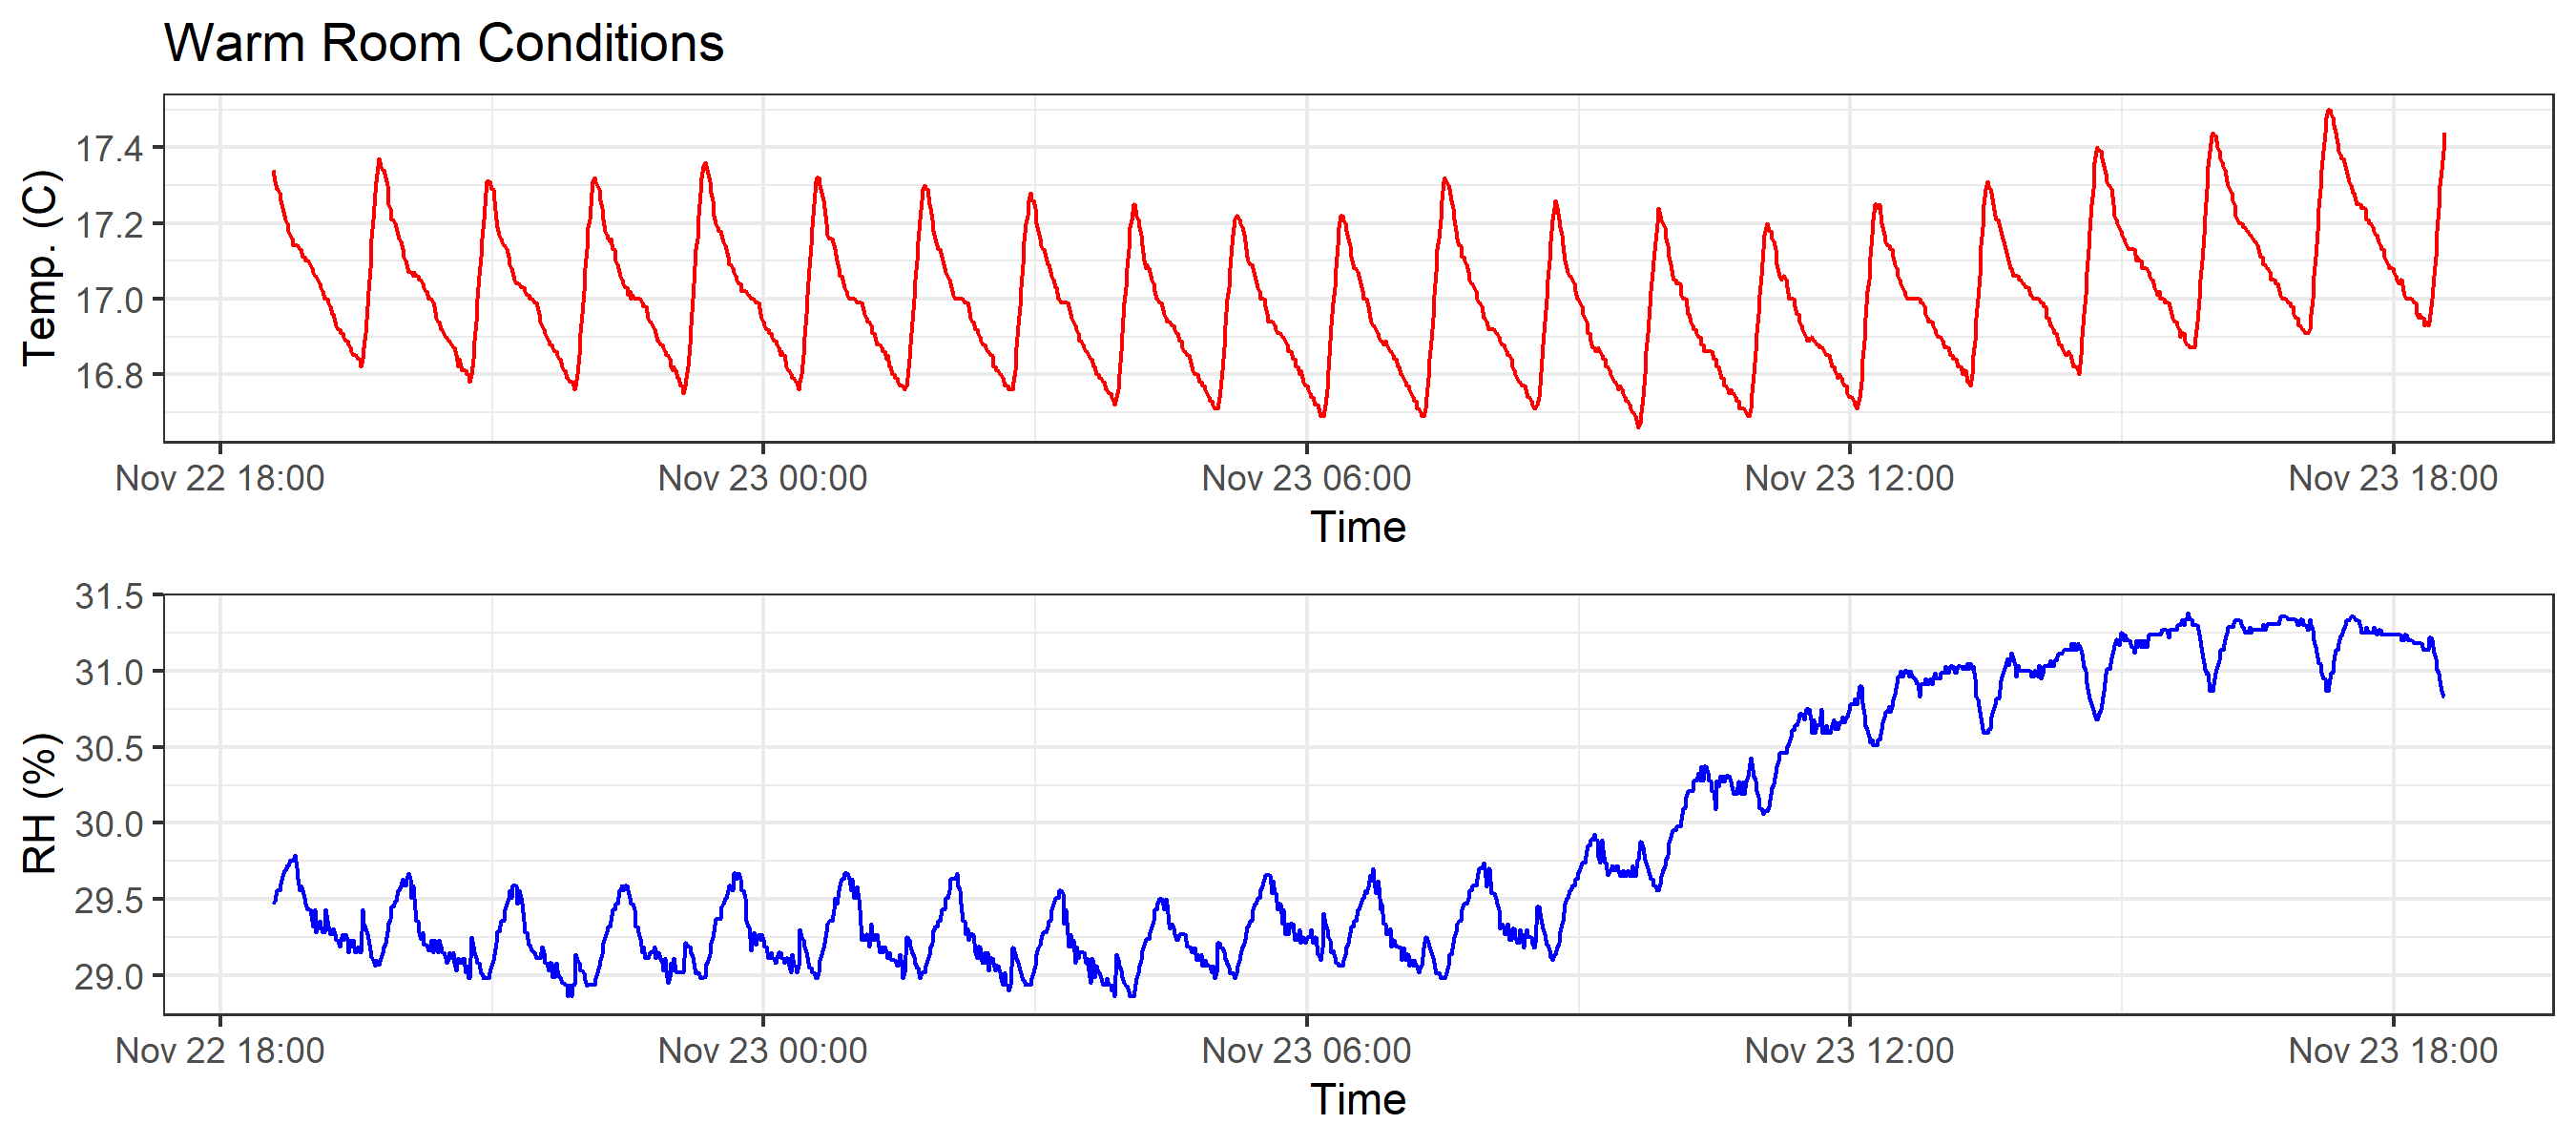 Warm Room Conditions
Temp. (C)
17.4
17.2
17.0
16.8
Nov 22 18:00 Nov 23 00:00 Nov 23 06:00 Nov 23 12:00 Nov 23 18:00
Time
RH (%)
31.5
31.0
30.5
30.0
29.5
29.0
Nov 22 18:00 Nov 23 00:00 Nov 23 06:00 Nov 23 12:00 Nov 23 18:00
Time